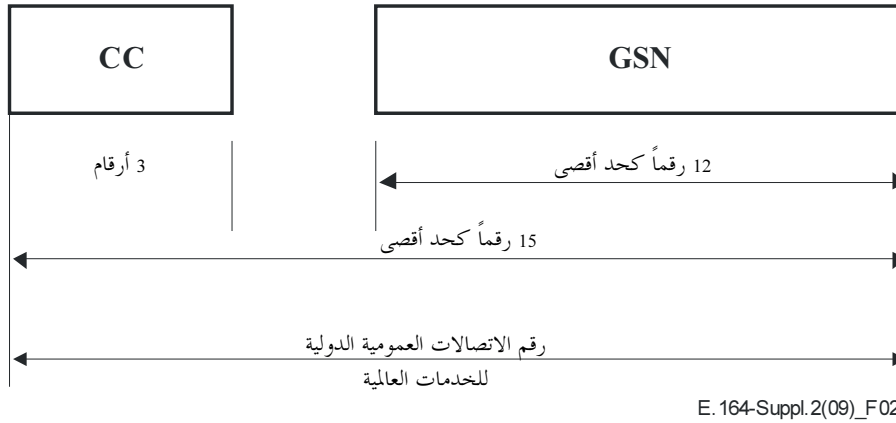 CC
GSN
3 أرقام
12 رقماً كحد أقصى
15 رقماً كحد أقصى
رقم الاتصالات العمومية الدولية
للخدمات العالمية
E.164-Suppl.2(09)_F02